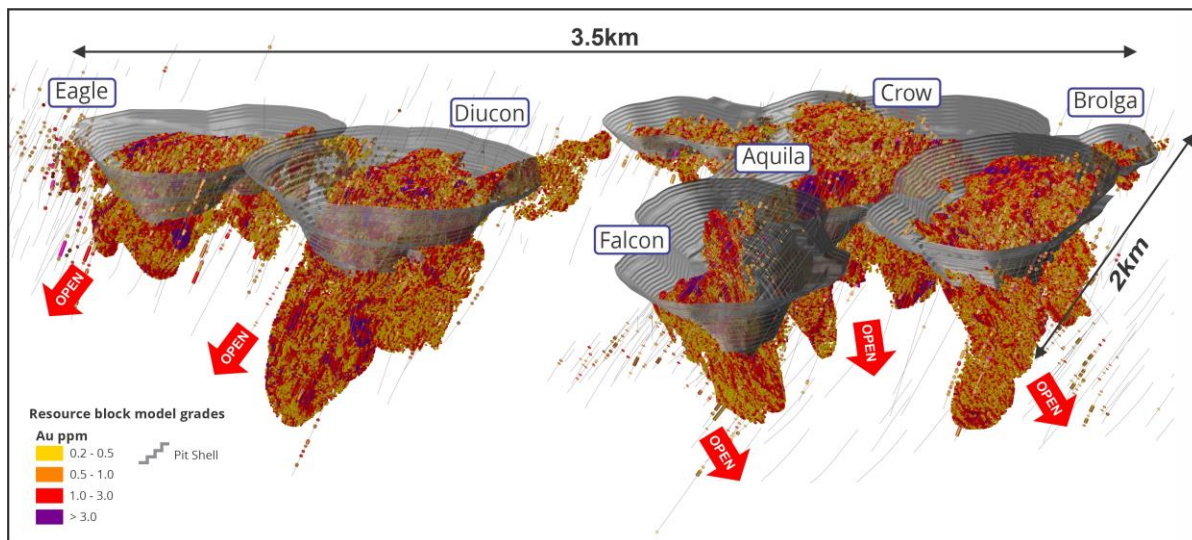 3.5km
Eagle
Diucon
Crow
Brolga
Aquila
Falcon
2km
OPEN
OPEN
OPEN
OPEN
OPEN
Resource block model grades
Au ppm
0.2 - 0.5
0.5 - 1.0
1.0 - 3.0
> 3.0
Pit Shell